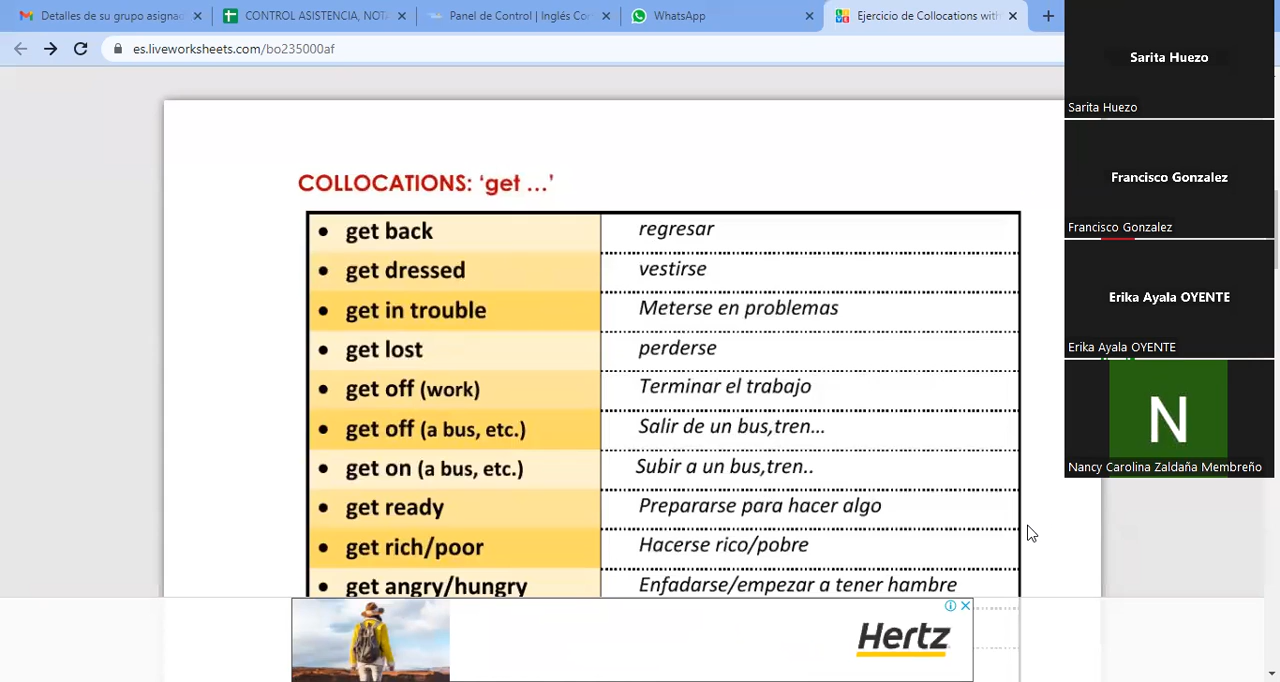 Detalles de su grupo asigna
CONTROL ASISTENCIA, NOTA
Panel de Control | Inglés Co
WhatsApp
Ejercicio de Collocations with
es.liveworksheets.com/bo235000af
COLLOCATIONS: ‘get ...’
• get back regresar
• get dressed vestirse
• get in trouble Meterse en problemas
• get lost perderse
• get off (work) Terminar el trabajo
• get off (a bus, etc.) Salir de un bus,tren...
• get on (a bus, etc.) Subir a un bus,tren..
• get ready Prepararse para hacer algo
• get rich/poor Hacerse rico/pobre
• get angry/hungry Enfadarse/empezar a tener hambre
Hertz
Sarita Huezo
Sarita Huezo
Francisco Gonzalez
Francisco Gonzalez
Erika Ayala OYENTE
Erika Ayala OYENTE
N
Nancy Carolina Zaldaña Membreño